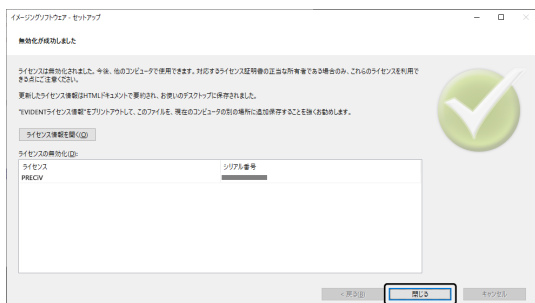 イメージングソフトウェア - セットアップ
無効化が成功しました
ライセンスは無効化されました。今後、他のコンピュータで使用できます。対応するライセンス証明書の正当な所有者である場合のみ、これらのライセンスを利用で
きる点にご注意ください。
更新したライセンス情報はHTMLドキュメントで要約され、お使いのデスクトップに保存されました。
"EVIDENTライセンス情報"をプリントアウトして、このファイルを、現在のコンピュータの別の場所に追加保存することを強くお勧めします。
ライセンス情報を開く(O)
ライセンスの無効化(D):
ライセンス シリアル番号
PRECiV
< 戻る(B) 閉じる キャンセル